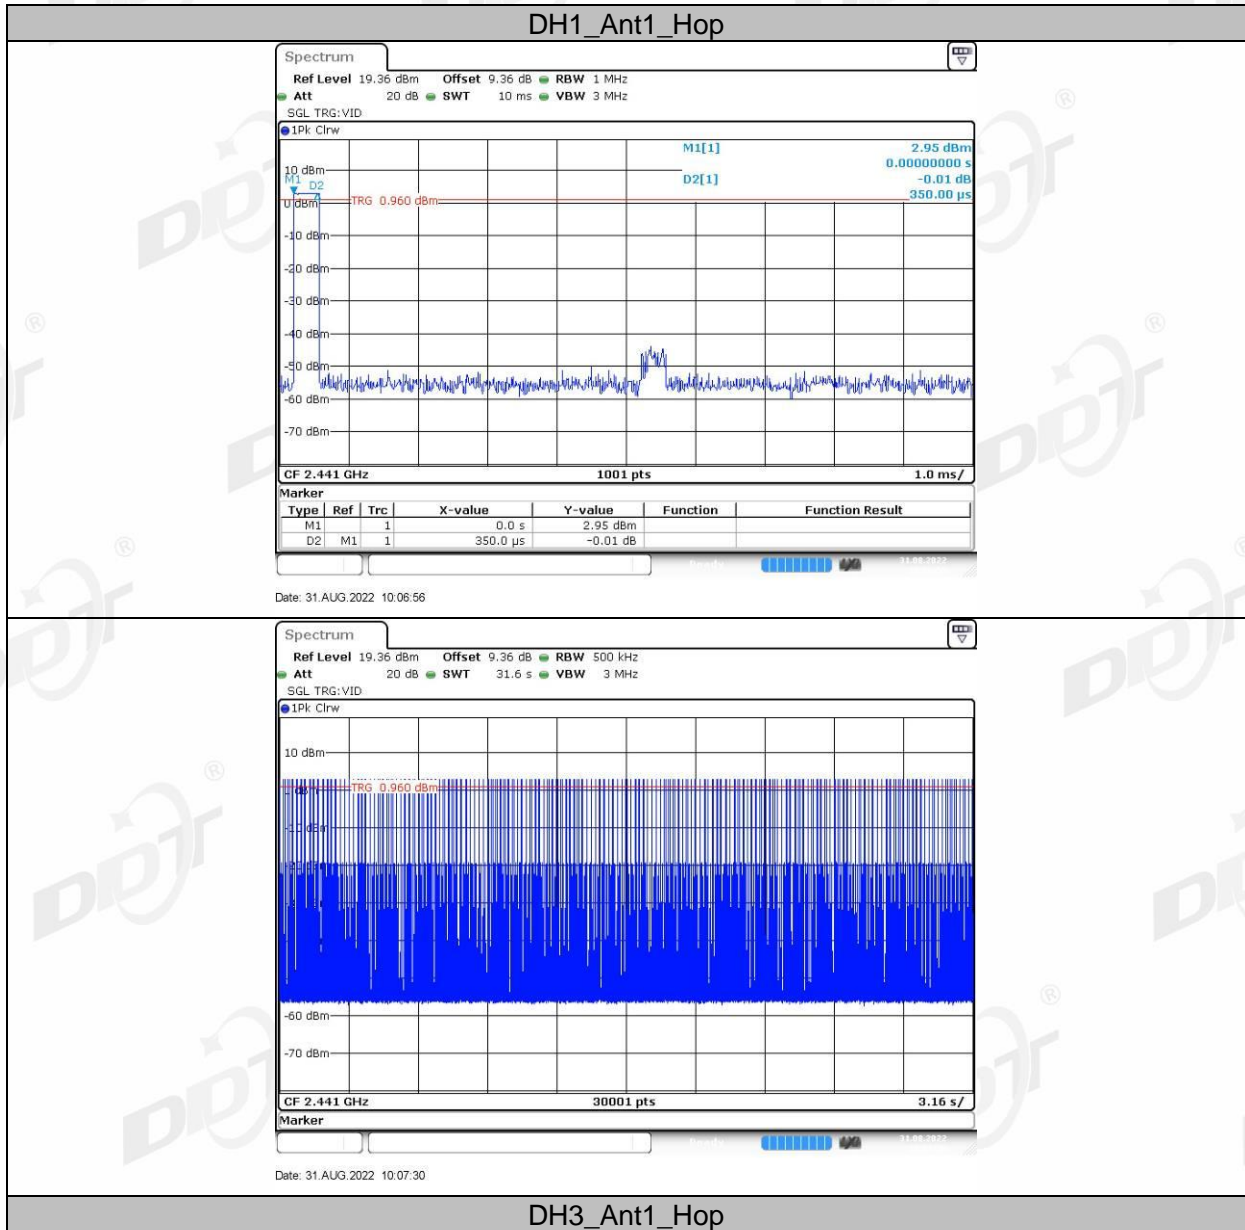 DH1_Ant1_Hop
Spectrum
Ref Level 19.36 dBm Offset 9.36 dB RBW 1 MHz
Att 20 dB SWT 10 ms VBW 3 MHz
SGL TRG:VID
1Pk Clrw
M1[1] 2.95 dBm
0.00000000 s
D2[1] -0.01 dB
350.00 µs
10 dBm
M1 D2
0 dBm
TRG 0.960 dBm
-10 dBm
-20 dBm
-30 dBm
-40 dBm
-50 dBm
-60 dBm
-70 dBm
CF 2.441 GHz 1001 pts 1.0 ms/
Marker
Type Ref Trc X-value Y-value Function Function Result
M1 1 0.0 s 2.95 dBm
D2 M1 1 350.0 µs -0.01 dB
Ready 31.08.2022
Date: 31.AUG.2022 10:06:56
Spectrum
Ref Level 19.36 dBm Offset 9.36 dB RBW 500 kHz
Att 20 dB SWT 31.6 s VBW 3 MHz
SGL TRG:VID
1Pk Clrw
10 dBm
TRG 0.960 dBm
-60 dBm
-70 dBm
CF 2.441 GHz 30001 pts 3.16 s/
Marker
Ready 31.08.2022
Date: 31.AUG.2022 10:07:30
DH3_Ant1_Hop